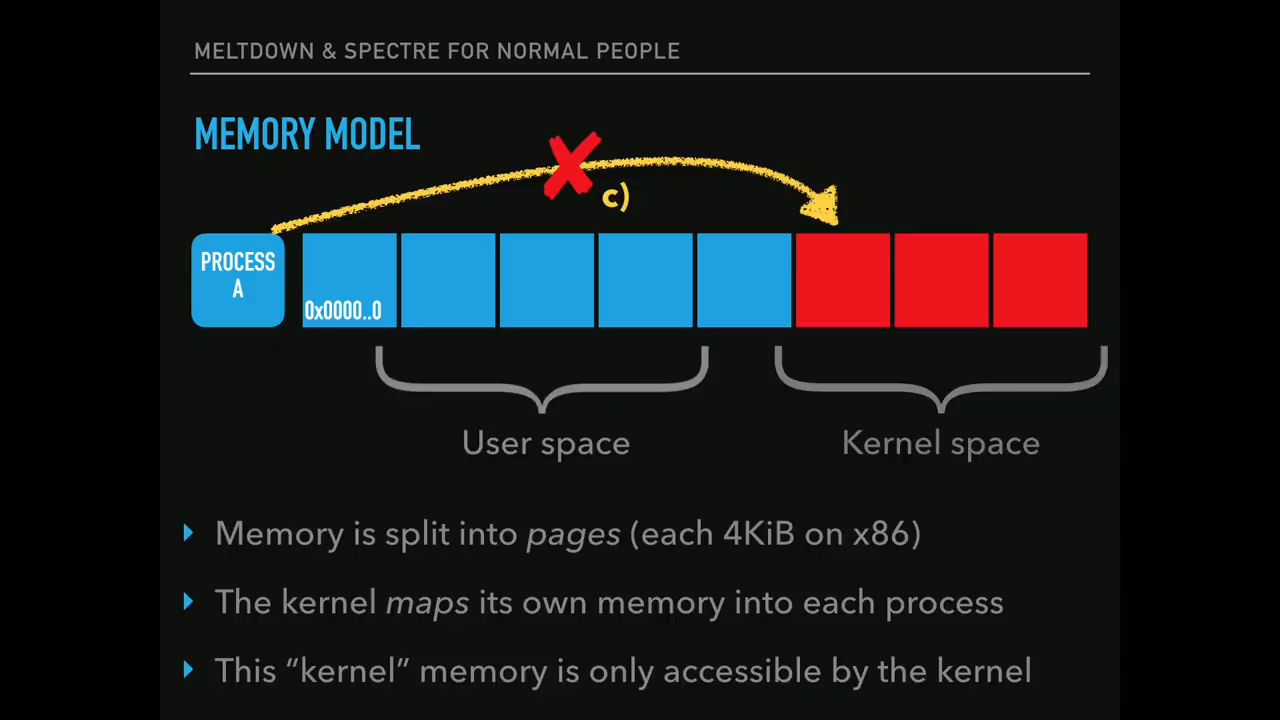 MELTDOWN & SPECTRE FOR NORMAL PEOPLE
MEMORY MODEL
c)
PROCESS
A
0x0000..0
User space
Kernel space
Memory is split into pages (each 4KiB on x86)
The kernel maps its own memory into each process
This “kernel” memory is only accessible by the kernel